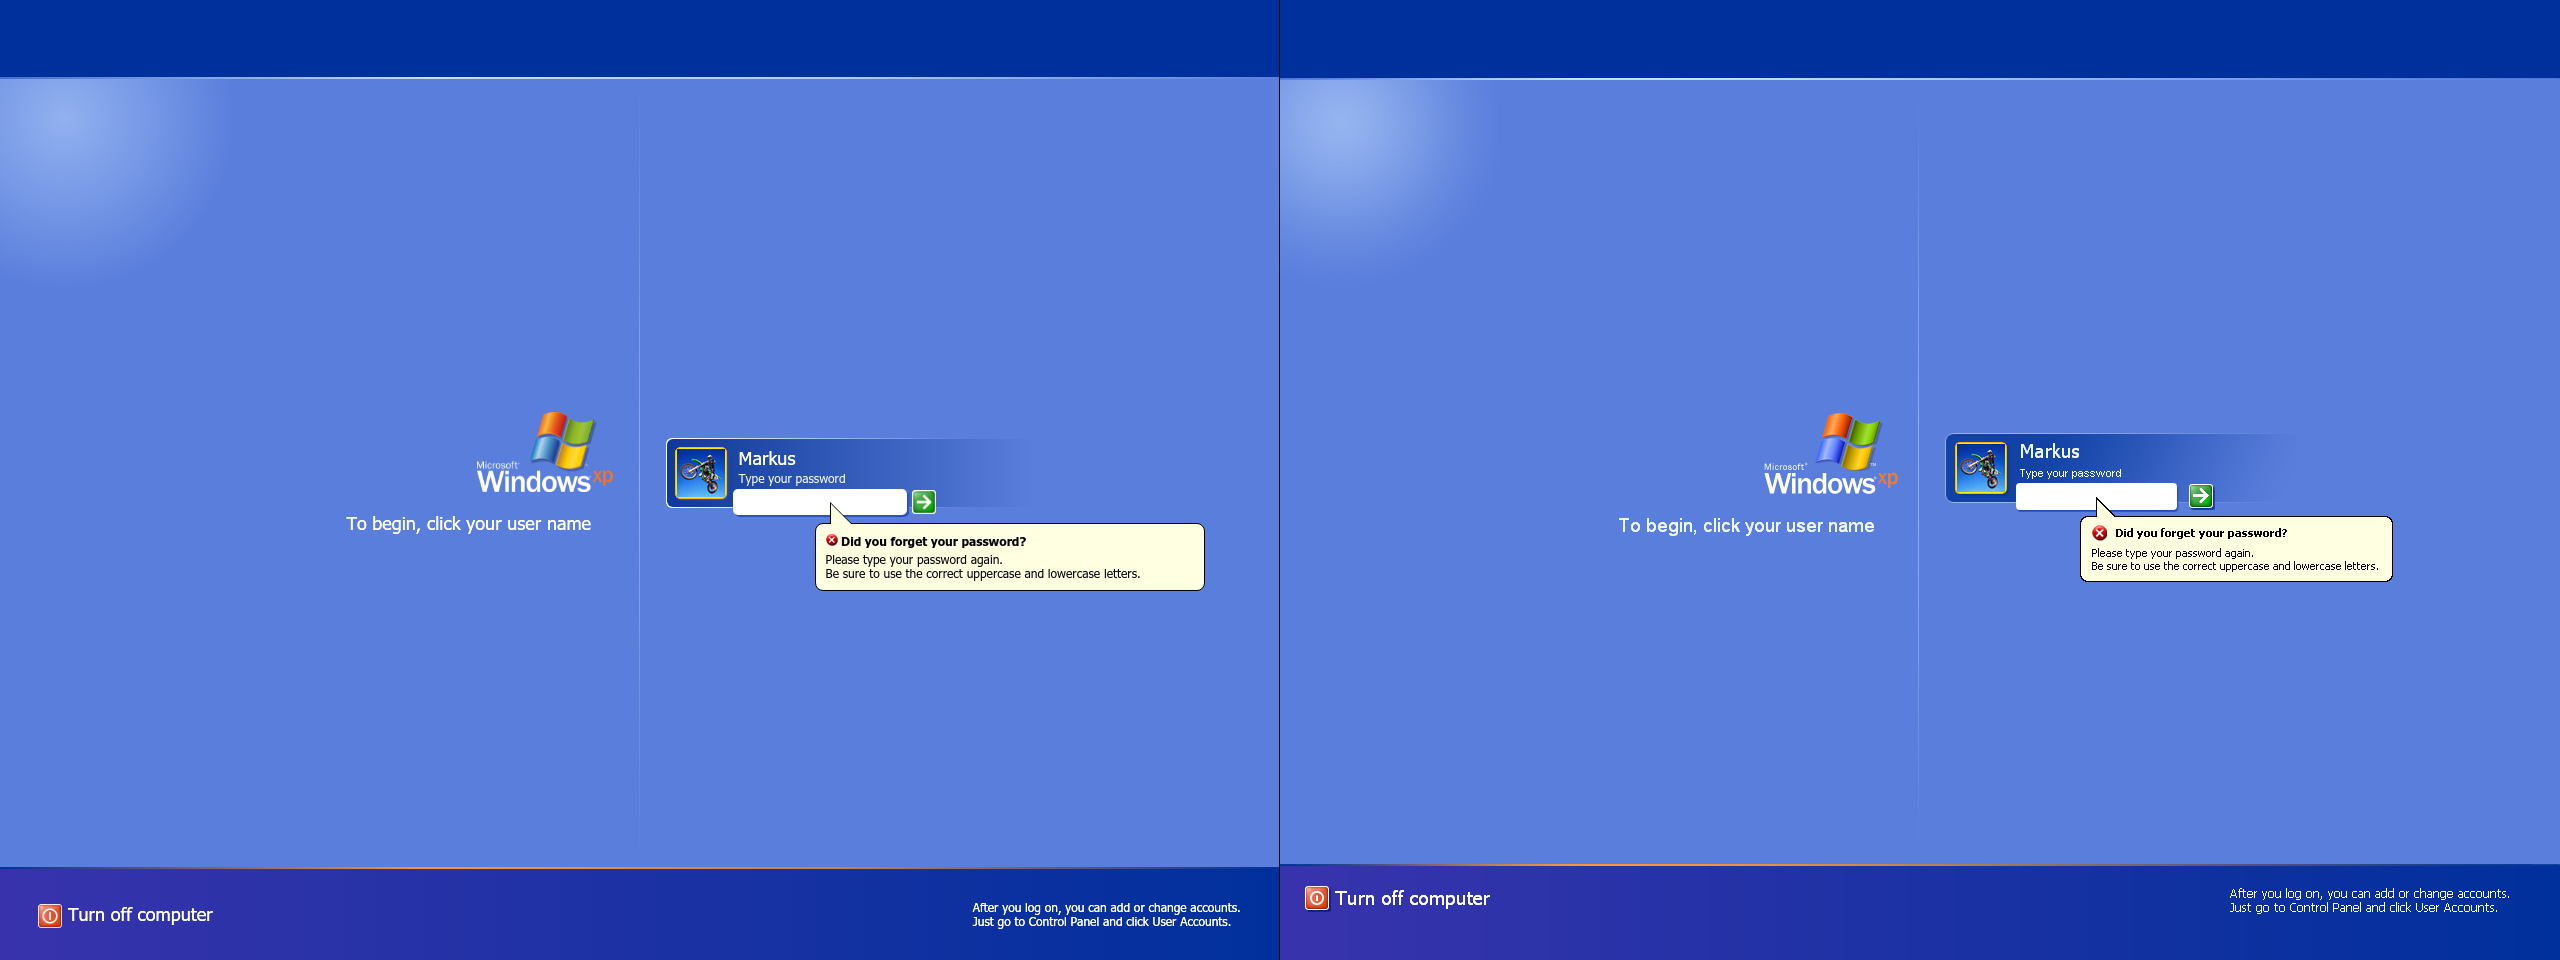 Microsoft
Windows xp
To begin, click your user name
Markus
Type your password
Did you forget your password?
Please type your password again.
Be sure to use the correct uppercase and lowercase letters.
Turn off computer
After you log on, you can add or change accounts.
Just go to Control Panel and click User Accounts.
Microsoft
Windows xp
To begin, click your user name
Markus
Type your password
Did you forget your password?
Please type your password again.
Be sure to use the correct uppercase and lowercase letters.
Turn off computer
After you log on, you can add or change accounts.
Just go to Control Panel and click User Accounts.